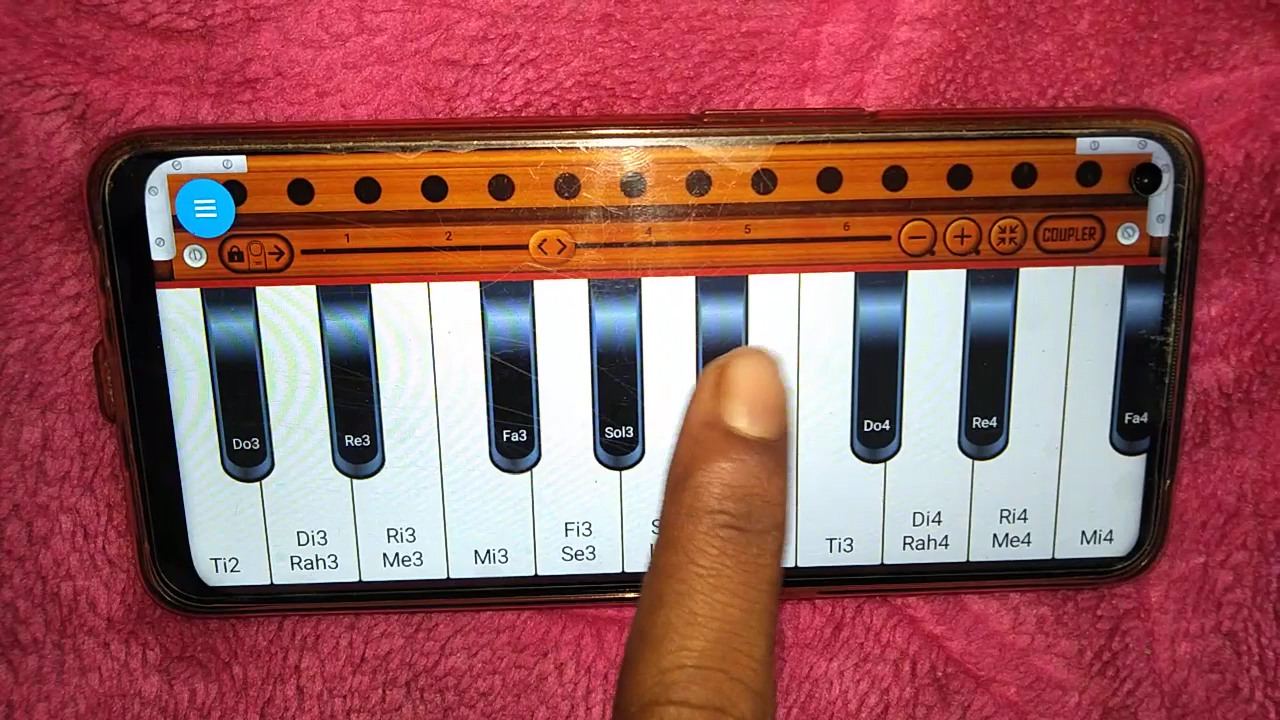 1 2 4 5 6
COUPLER
Do3 Re3 Fa3 Sol3 Do4 Re4 Fa4
Di3 Ri3 Fi3 Di4 Ri4
Ti2 Rah3 Me3 Mi3 Se3 Ti3 Rah4 Me4 Mi4